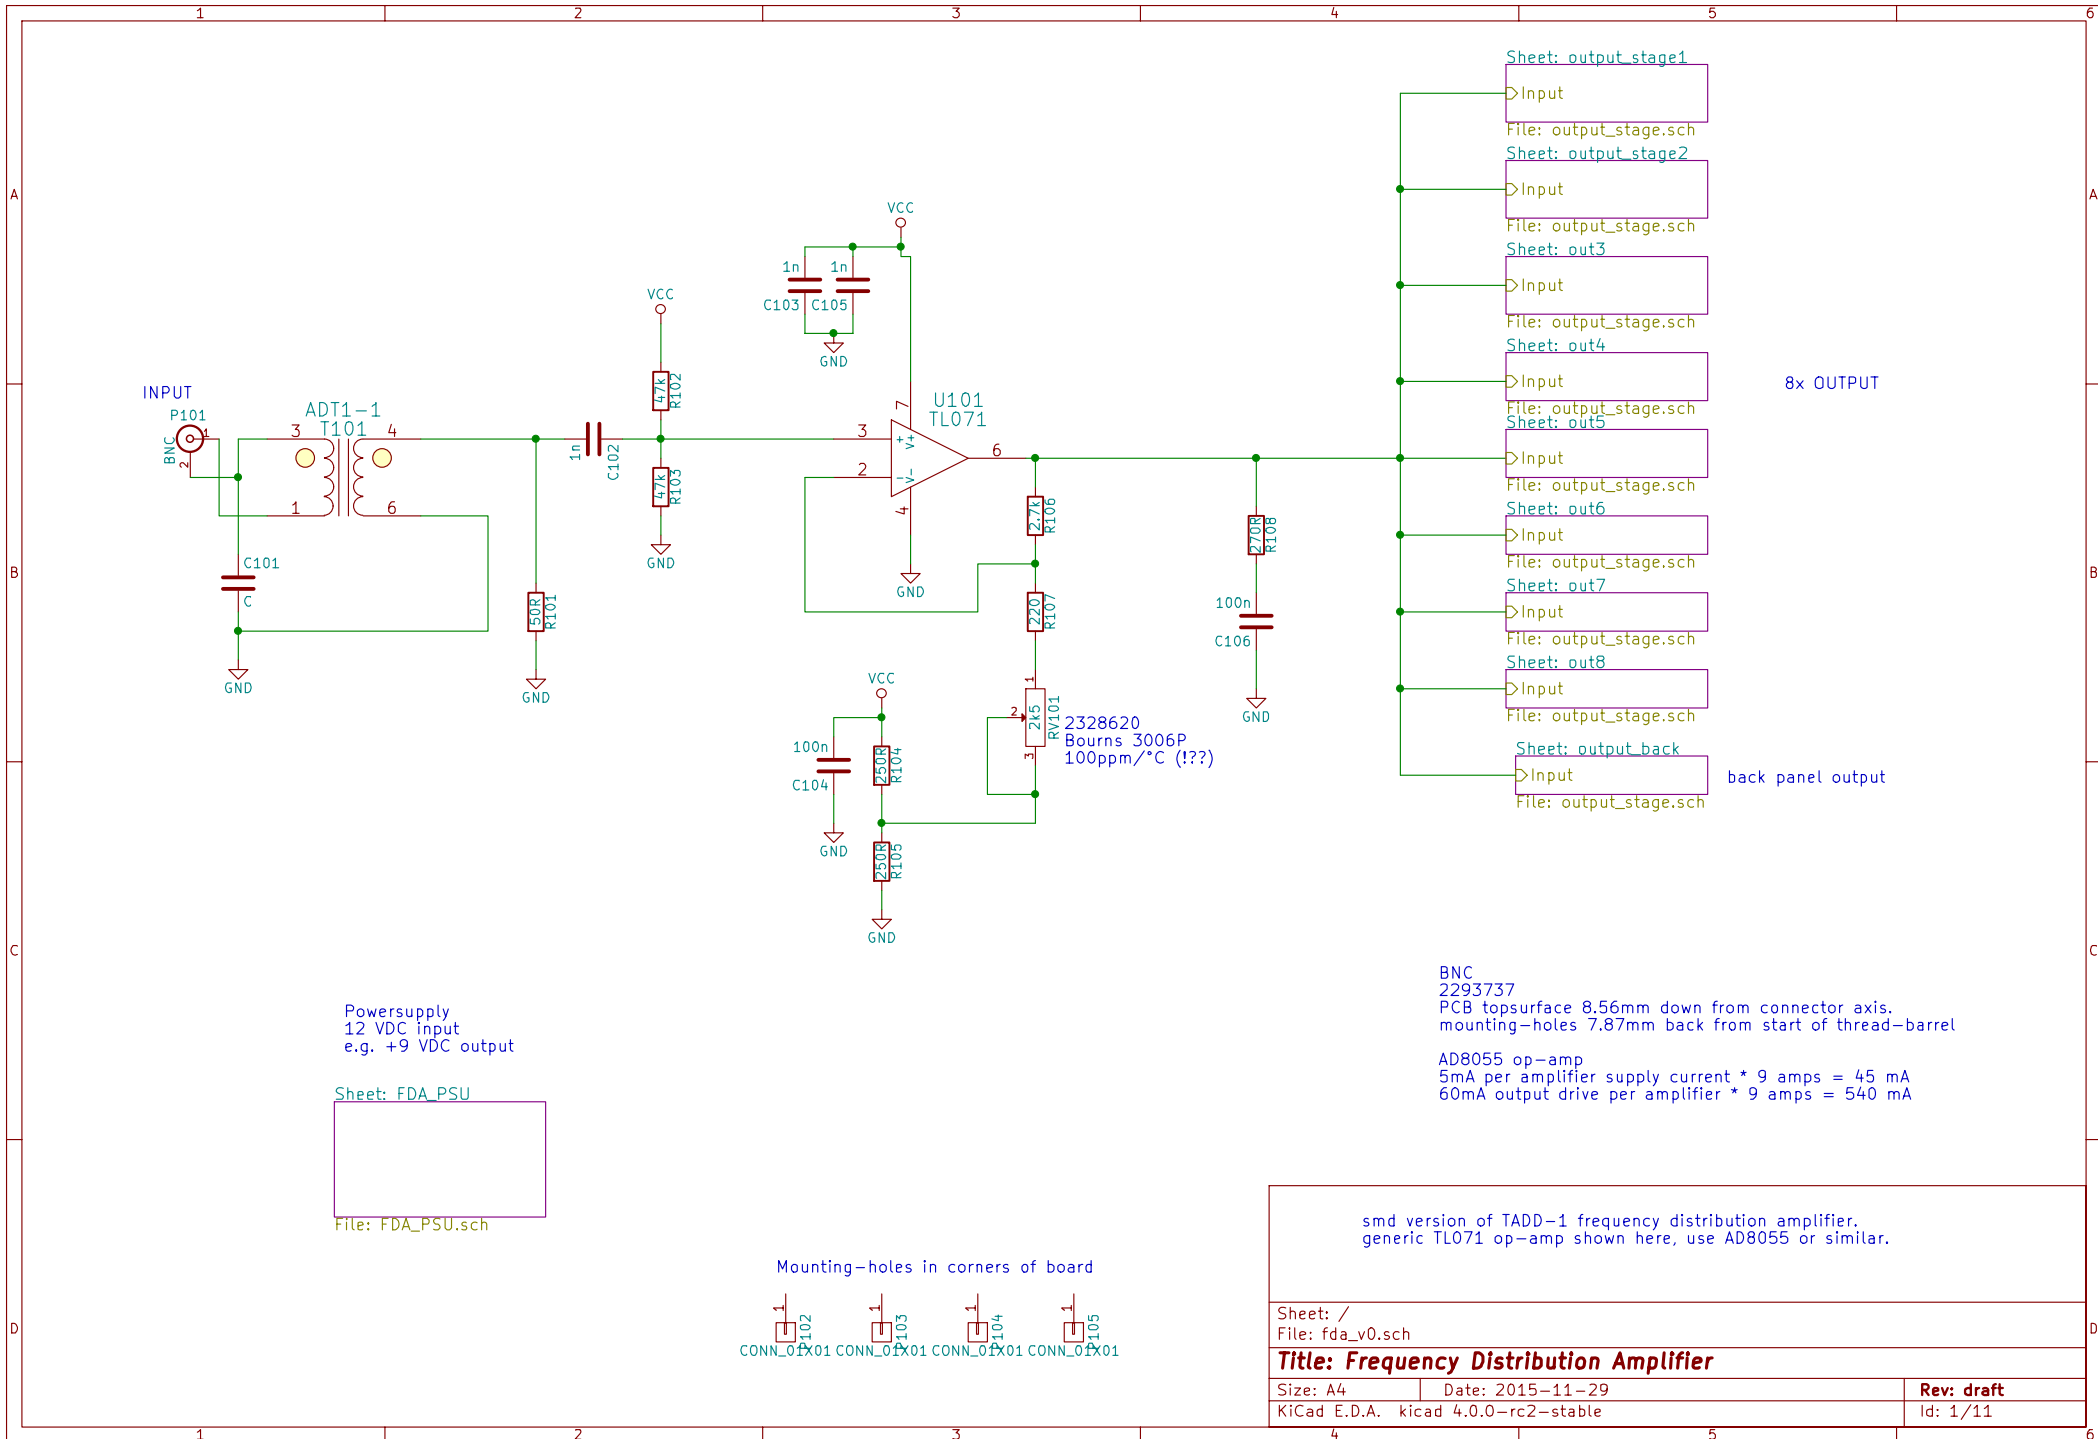 1 2 3 4 5 6
A
A
B
B
C
C
D
D
INPUT
P101
BNC
1
2
ADT1-1
T101
3
4
1
6
C101
C
GND
50R
R101
GND
1n
C102
VCC
47k
R102
47k
R103
GND
VCC
1n
1n
C103
C105
GND
U101
TL071
3
2
7
4
6
+
V+
-
V-
GND
2.7k
R106
220
R107
1
2
3
2k5
RV101
2328620
Bourns 3006P
100ppm/°C (!??)
VCC
100n
C104
GND
250R
R104
250R
R105
GND
270R
R108
100n
C106
GND
Sheet: output_stage1
Input
File: output_stage.sch
Sheet: output_stage2
Input
File: output_stage.sch
Sheet: out3
Input
File: output_stage.sch
Sheet: out4
Input
File: output_stage.sch
Sheet: out5
Input
File: output_stage.sch
Sheet: out6
Input
File: output_stage.sch
Sheet: out7
Input
File: output_stage.sch
Sheet: out8
Input
File: output_stage.sch
Sheet: output_back
Input
File: output_stage.sch
8x OUTPUT
back panel output
Powersupply
12 VDC input
e.g. +9 VDC output
Sheet: FDA_PSU
File: FDA_PSU.sch
BNC
2293737
PCB topsurface 8.56mm down from connector axis.
mounting-holes 7.87mm back from start of thread-barrel
AD8055 op-amp
5mA per amplifier supply current * 9 amps = 45 mA
60mA output drive per amplifier * 9 amps = 540 mA
Mounting-holes in corners of board
1
P102
CONN_01X01
1
P103
CONN_01X01
1
P104
CONN_01X01
1
P105
CONN_01X01
smd version of TADD-1 frequency distribution amplifier.
generic TL071 op-amp shown here, use AD8055 or similar.
Sheet: /
File: fda_v0.sch
Title: Frequency Distribution Amplifier
Size: A4
Date: 2015-11-29
Rev: draft
KiCad E.D.A. kicad 4.0.0-rc2-stable
Id: 1/11
1 2 3 4 5 6